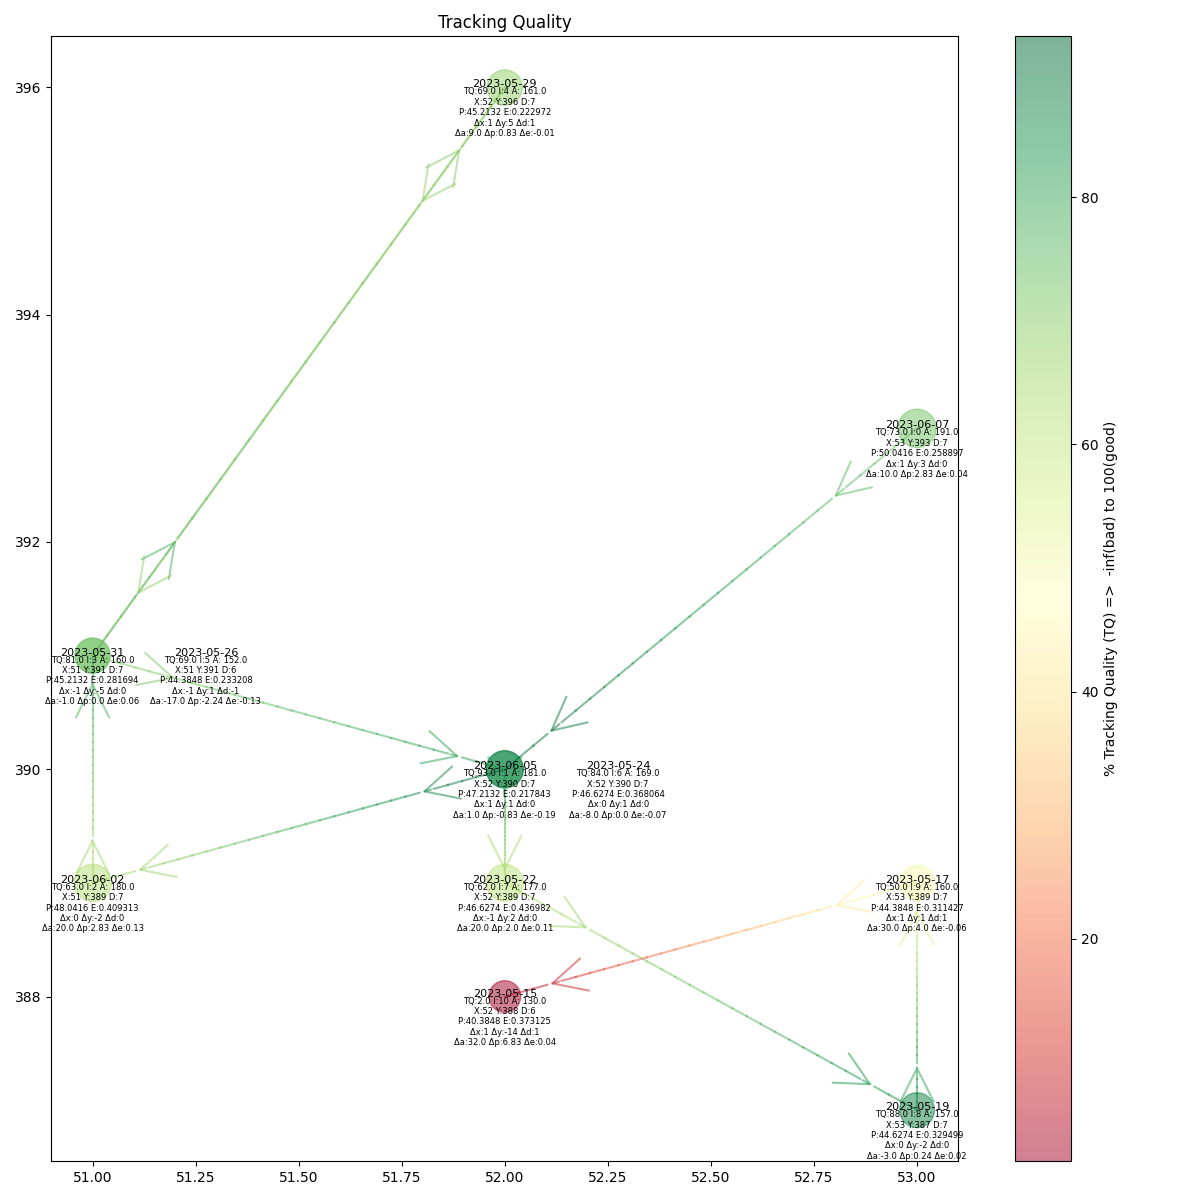 Tracking Quality
396
394
392
390
388
51.00
51.25
51.50
51.75
52.00
52.25
52.50
52.75
53.00
2023-05-29
TQ:69.0 I:4 A: 161.0
X:52 Y:396 D:7
P:45.2132 E:0.222972
Δx:1 Δy:5 Δd:1
Δa:9.0 Δp:0.83 Δe:-0.01
2023-06-07
TQ:73.0 I:0 A: 191.0
X:53 Y:393 D:7
P:50.0416 E:0.258897
Δx:1 Δy:3 Δd:0
Δa:10.0 Δp:2.83 Δe:0.04
2023-05-31
TQ:81.0 I:3 A: 160.0
X:51 Y:391 D:7
P:45.2132 E:0.281694
Δx:-1 Δy:-5 Δd:0
Δa:-1.0 Δp:0.0 Δe:0.06
2023-05-26
TQ:69.0 I:5 A: 152.0
X:51 Y:391 D:6
P:44.3848 E:0.233208
Δx:-1 Δy:1 Δd:-1
Δa:-17.0 Δp:-2.24 Δe:-0.13
2023-06-05
TQ:93.0 I:1 A: 181.0
X:52 Y:390 D:7
P:47.2132 E:0.217843
Δx:1 Δy:1 Δd:0
Δa:1.0 Δp:-0.83 Δe:-0.19
2023-05-24
TQ:84.0 I:6 A: 169.0
X:52 Y:390 D:7
P:46.6274 E:0.368064
Δx:0 Δy:1 Δd:0
Δa:-8.0 Δp:0.0 Δe:-0.07
2023-06-02
TQ:63.0 I:2 A: 180.0
X:51 Y:389 D:7
P:48.0416 E:0.409313
Δx:0 Δy:-2 Δd:0
Δa:20.0 Δp:2.83 Δe:0.13
2023-05-22
TQ:62.0 I:7 A: 177.0
X:52 Y:389 D:7
P:46.6274 E:0.436982
Δx:-1 Δy:2 Δd:0
Δa:20.0 Δp:2.0 Δe:0.11
2023-05-17
TQ:50.0 I:9 A: 160.0
X:53 Y:389 D:7
P:44.3848 E:0.311427
Δx:1 Δy:1 Δd:1
Δa:30.0 Δp:4.0 Δe:-0.06
2023-05-15
TQ:2.0 I:10 A: 130.0
X:52 Y:388 D:6
P:40.3848 E:0.373125
Δx:1 Δy:-14 Δd:1
Δa:32.0 Δp:6.83 Δe:0.04
2023-05-19
TQ:88.0 I:8 A: 157.0
X:53 Y:387 D:7
P:44.6274 E:0.329499
Δx:0 Δy:-2 Δd:0
Δa:-3.0 Δp:0.24 Δe:0.02
80
60
40
20
% Tracking Quality (TQ) =>  -inf(bad) to 100(good)